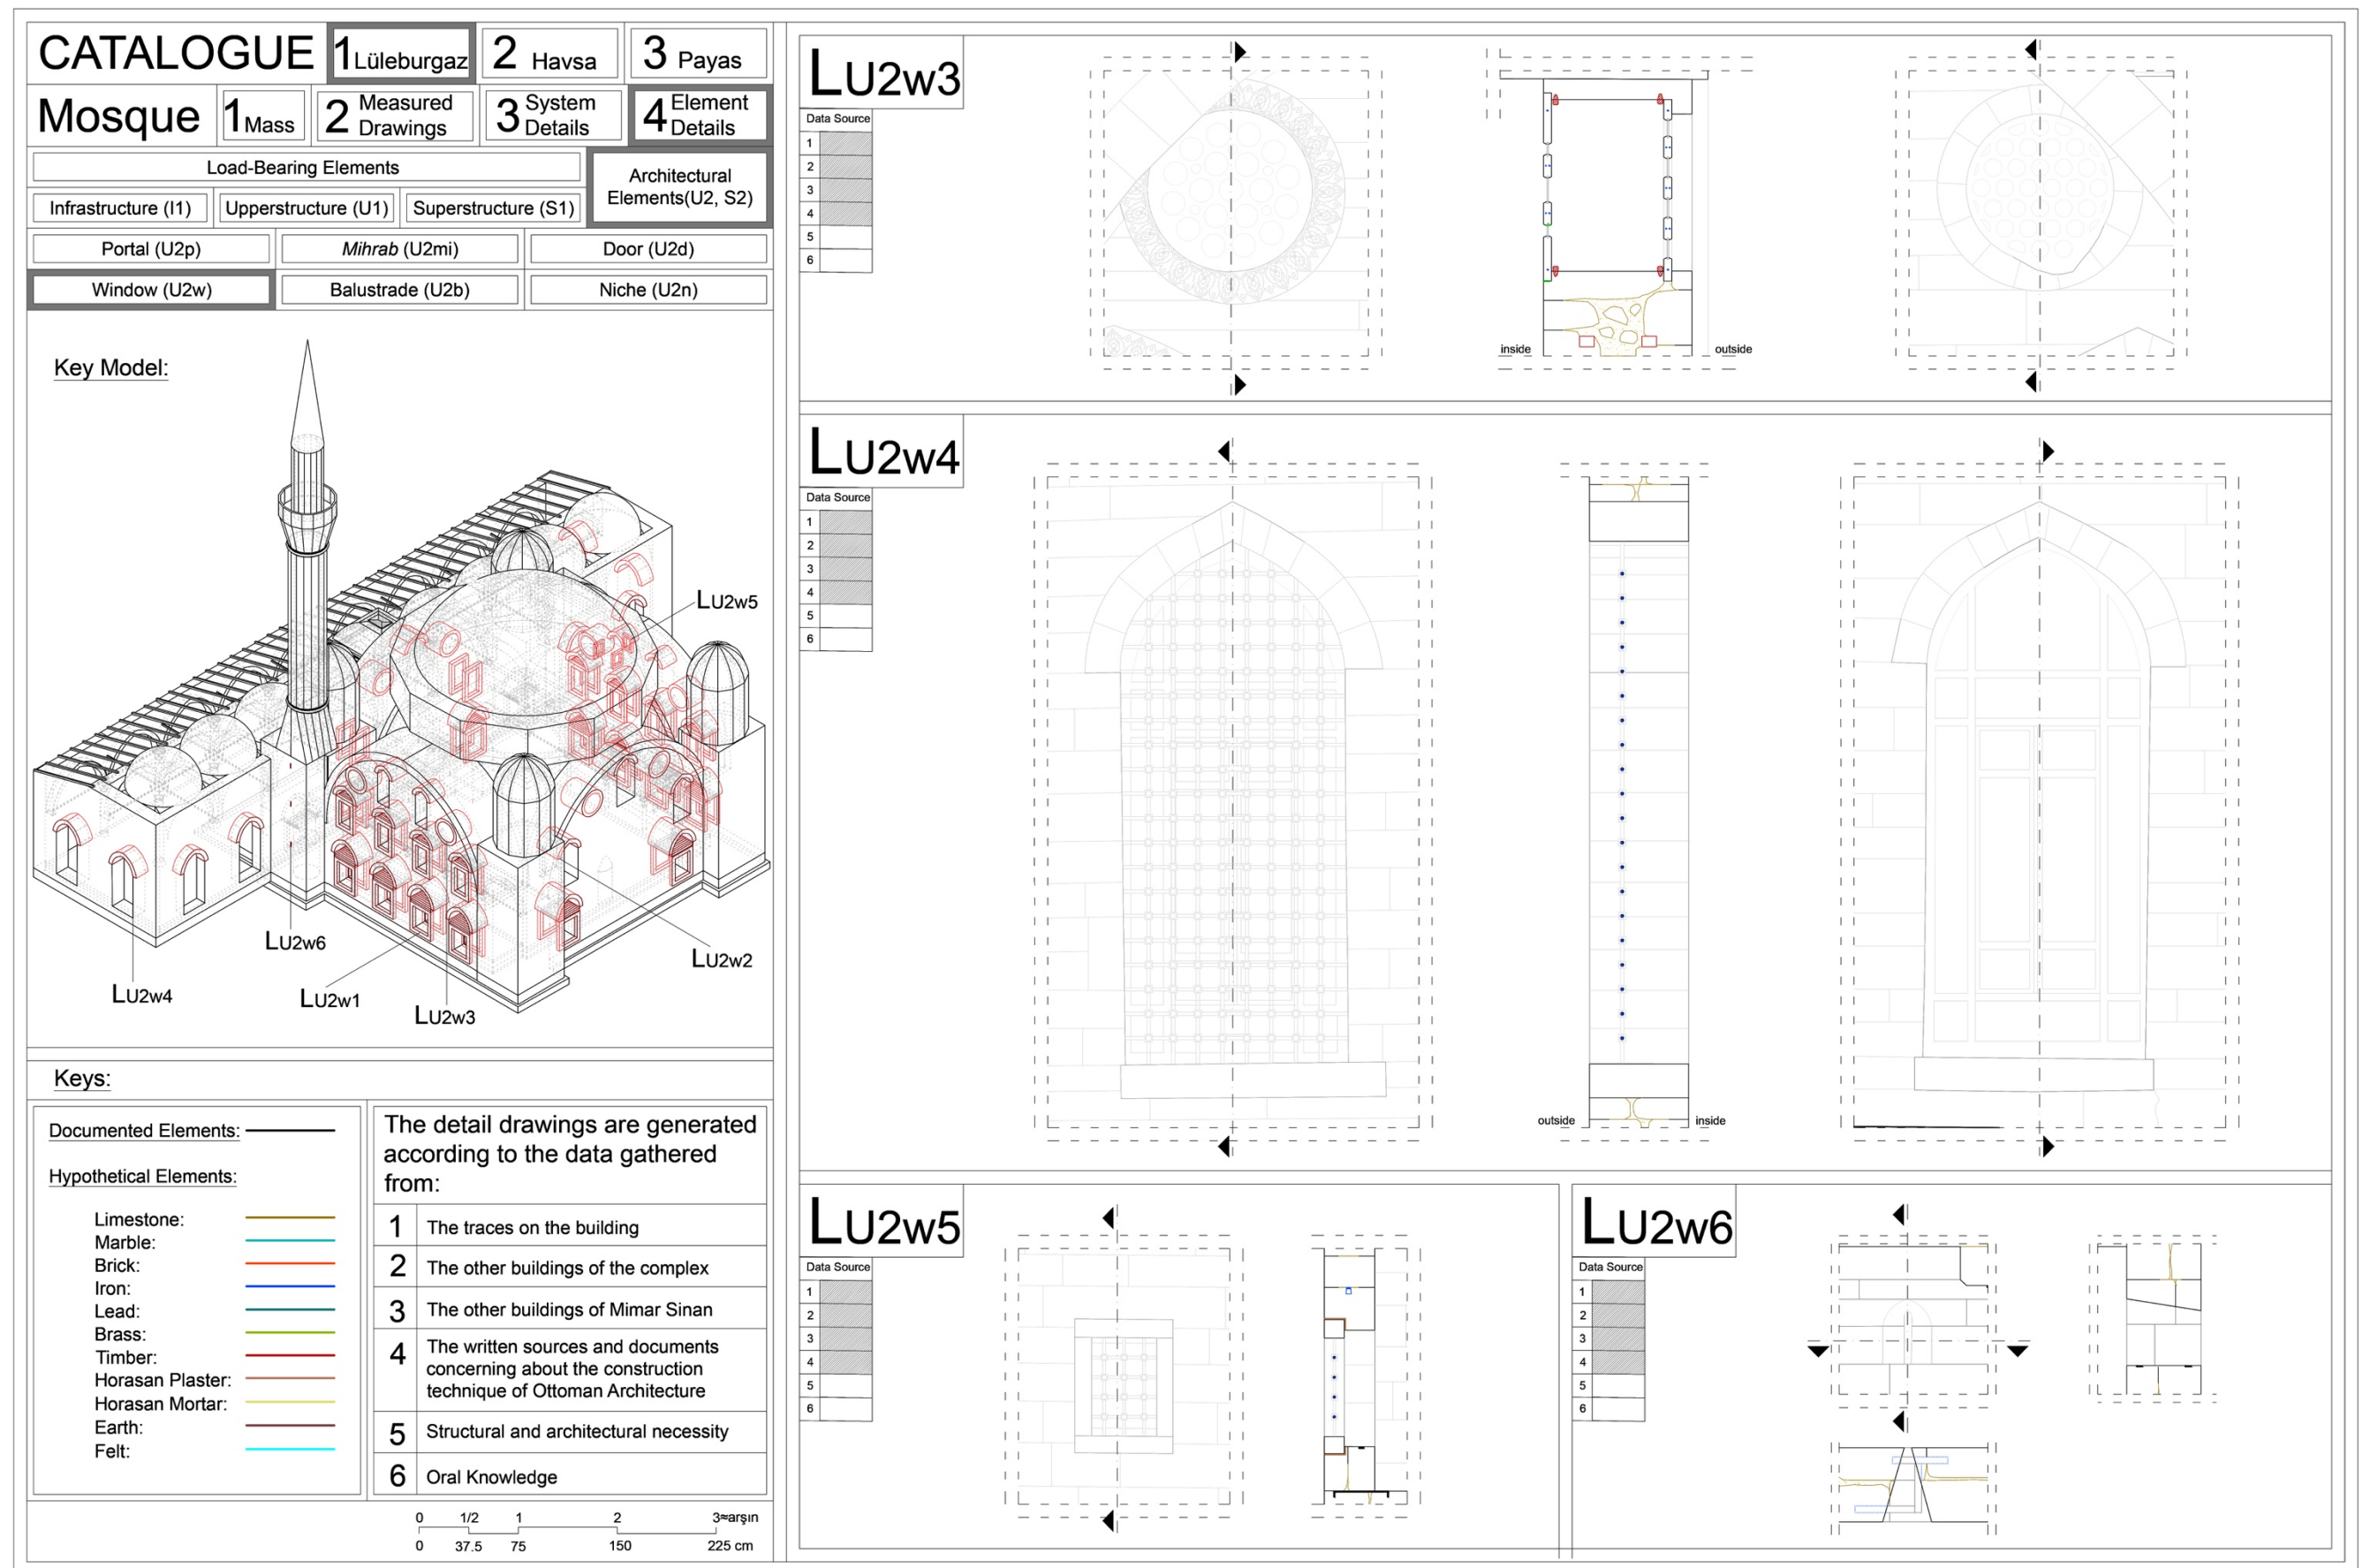 CATALOGUE 1 Lüleburgaz 2 Havsa 3 Payas
Mosque 1 Mass 2 Measured Drawings 3 System Details 4 Element Details
Load-Bearing Elements
Architectural Elements(U2, S2)
Infrastructure (I1) Upperstructure (U1) Superstructure (S1)
Portal (U2p) Mihrab (U2mi) Door (U2d)
Window (U2w) Balustrade (U2b) Niche (U2n)
Key Model:
LU2w5
LU2w6
LU2w2
LU2w4
LU2w1
LU2w3
Keys:
Documented Elements:
Hypothetical Elements:
Limestone:
Marble:
Brick:
Iron:
Lead:
Brass:
Timber:
Horasan Plaster:
Horasan Mortar:
Earth:
Felt:
The detail drawings are generated
according to the data gathered
from:
1 The traces on the building
2 The other buildings of the complex
3 The other buildings of Mimar Sinan
4 The written sources and documents
concerning about the construction
technique of Ottoman Architecture
5 Structural and architectural necessity
6 Oral Knowledge
0 1/2 1 2 3≈arşın
0 37.5 75 150 225 cm
LU2w3
Data Source
1
2
3
4
5
6
inside outside
LU2w4
Data Source
1
2
3
4
5
6
outside inside
LU2w5
Data Source
1
2
3
4
5
6
LU2w6
Data Source
1
2
3
4
5
6